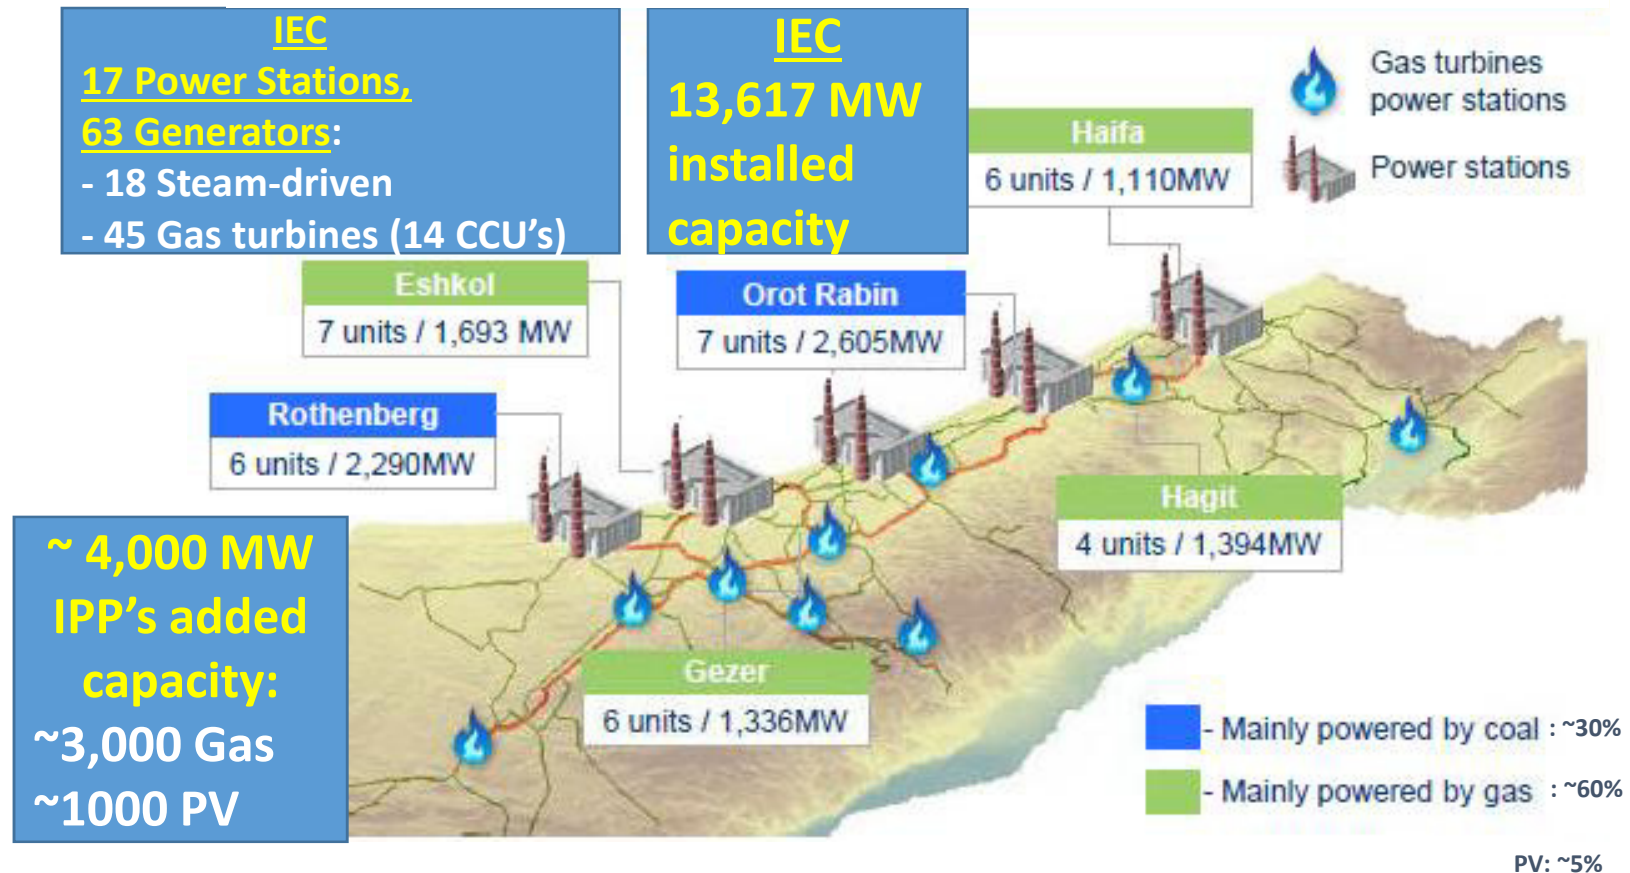 IEC
17 Power Stations,
63 Generators:
- 18 Steam-driven
- 45 Gas turbines (14 CCU's)
IEC
13,617 MW
installed
capacity
Gas turbines
power stations
Power stations
Haifa
6 units / 1,110MW
Eshkol
7 units / 1,693 MW
Orot Rabin
7 units / 2,605MW
Rothenberg
6 units / 2,290MW
Hagit
4 units / 1,394MW
~ 4,000 MW
IPP’s added
capacity:
~3,000 Gas
~1000 PV
Gezer
6 units / 1,336MW
- Mainly powered by coal : ~30%
- Mainly powered by gas : ~60%
PV: ~5%